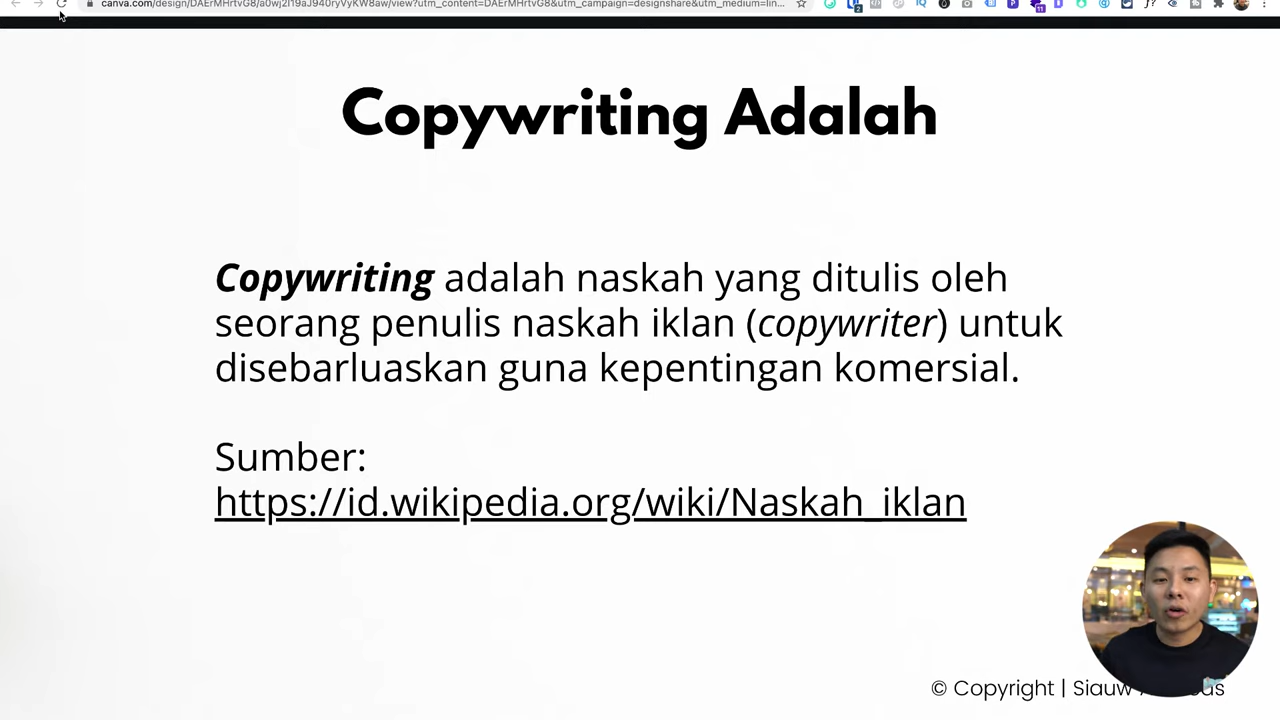 Copywriting Adalah
Copywriting adalah naskah yang ditulis oleh
seorang penulis naskah iklan (copywriter) untuk
disebarluaskan guna kepentingan komersial.
Sumber:
https://id.wikipedia.org/wiki/Naskah_iklan
© Copyright | Siauw